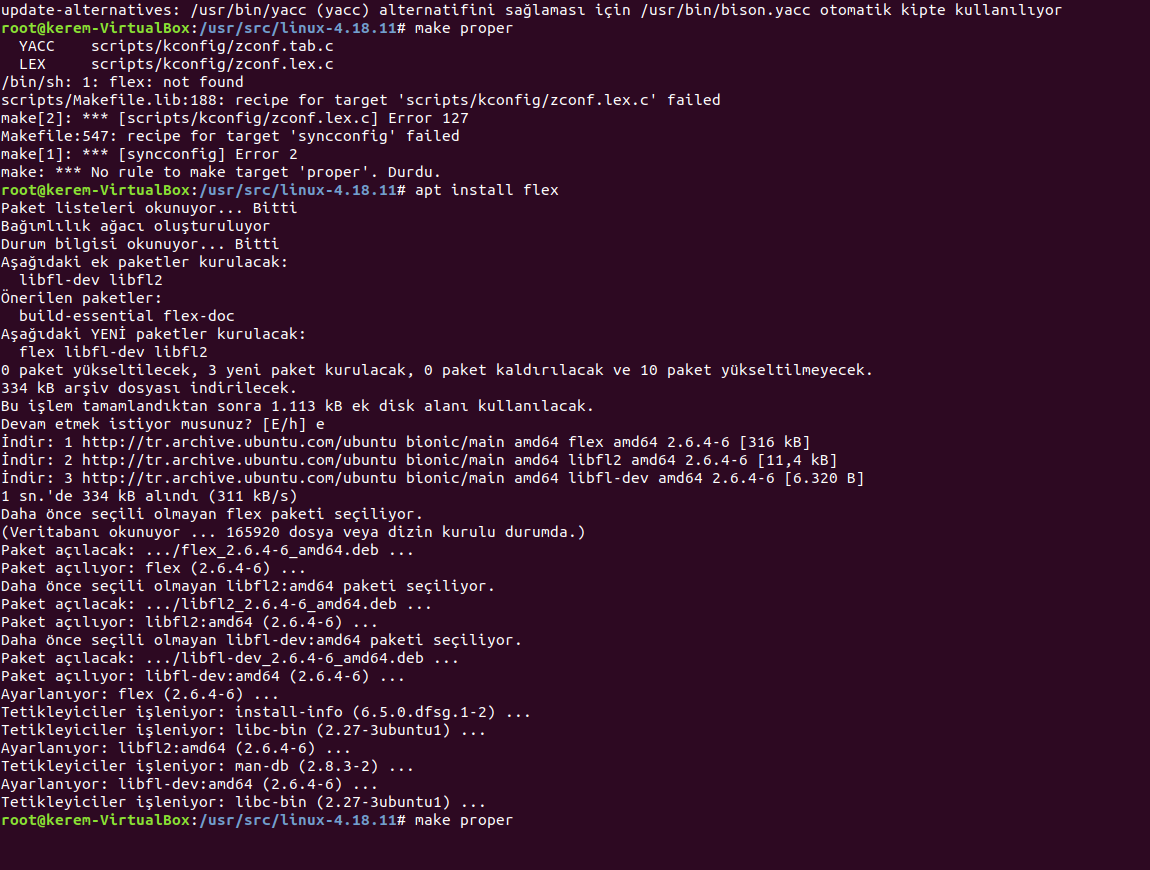 update-alternatives: /usr/bin/yacc (yacc) alternatifini sağlaması için /usr/bin/bison.yacc otomatik kipte kullanılıyor
root@kerem-VirtualBox:/usr/src/linux-4.18.11# make proper
  YACC    scripts/kconfig/zconf.tab.c
  LEX     scripts/kconfig/zconf.lex.c
/bin/sh: 1: flex: not found
scripts/Makefile.lib:188: recipe for target 'scripts/kconfig/zconf.lex.c' failed
make[2]: *** [scripts/kconfig/zconf.lex.c] Error 127
Makefile:547: recipe for target 'syncconfig' failed
make[1]: *** [syncconfig] Error 2
make: *** No rule to make target 'proper'. Durdu.
root@kerem-VirtualBox:/usr/src/linux-4.18.11# apt install flex
Paket listeleri okunuyor... Bitti
Bağımlılık ağacı oluşturuluyor
Durum bilgisi okunuyor... Bitti
Aşağıdaki ek paketler kurulacak:
  libfl-dev libfl2
Önerilen paketler:
  build-essential flex-doc
Aşağıdaki YENİ paketler kurulacak:
  flex libfl-dev libfl2
0 paket yükseltilecek, 3 yeni paket kurulacak, 0 paket kaldırılacak ve 10 paket yükseltilmeyecek.
334 kB arşiv dosyası indirilecek.
Bu işlem tamamlandıktan sonra 1.113 kB ek disk alanı kullanılacak.
Devam etmek istiyor musunuz? [E/h] e
İndir: 1 http://tr.archive.ubuntu.com/ubuntu bionic/main amd64 flex amd64 2.6.4-6 [316 kB]
İndir: 2 http://tr.archive.ubuntu.com/ubuntu bionic/main amd64 libfl2 amd64 2.6.4-6 [11,4 kB]
İndir: 3 http://tr.archive.ubuntu.com/ubuntu bionic/main amd64 libfl-dev amd64 2.6.4-6 [6.320 B]
1 sn.'de 334 kB alındı (311 kB/s)
Daha önce seçili olmayan flex paketi seçiliyor.
(Veritabanı okunuyor ... 165920 dosya veya dizin kurulu durumda.)
Paket açılacak: .../flex_2.6.4-6_amd64.deb ...
Paket açılıyor: flex (2.6.4-6) ...
Daha önce seçili olmayan libfl2:amd64 paketi seçiliyor.
Paket açılacak: .../libfl2_2.6.4-6_amd64.deb ...
Paket açılıyor: libfl2:amd64 (2.6.4-6) ...
Daha önce seçili olmayan libfl-dev:amd64 paketi seçiliyor.
Paket açılacak: .../libfl-dev_2.6.4-6_amd64.deb ...
Paket açılıyor: libfl-dev:amd64 (2.6.4-6) ...
Ayarlanıyor: flex (2.6.4-6) ...
Tetikleyiciler işleniyor: install-info (6.5.0.dfsg.1-2) ...
Tetikleyiciler işleniyor: libc-bin (2.27-3ubuntu1) ...
Ayarlanıyor: libfl2:amd64 (2.6.4-6) ...
Tetikleyiciler işleniyor: man-db (2.8.3-2) ...
Ayarlanıyor: libfl-dev:amd64 (2.6.4-6) ...
Tetikleyiciler işleniyor: libc-bin (2.27-3ubuntu1) ...
root@kerem-VirtualBox:/usr/src/linux-4.18.11# make proper